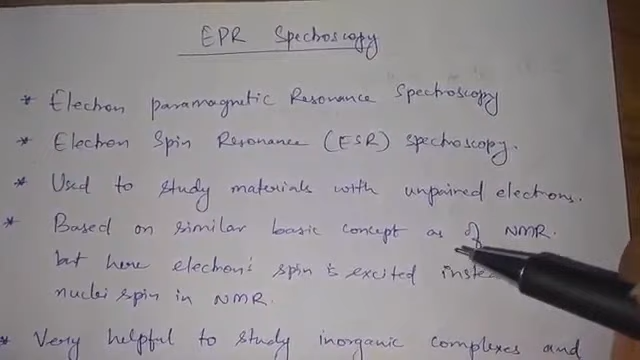 EPR Spectroscopy
* Electron paramagnetic Resonance Spectroscopy
* Electron Spin Resonance (ESR) spectroscopy.
* Used to study materials with unpaired electrons.
* Based on similar basic concept as of NMR.
but here electron's spin is excited
nuclei spin in NMR.
* Very helpful to study inorganic complexes and